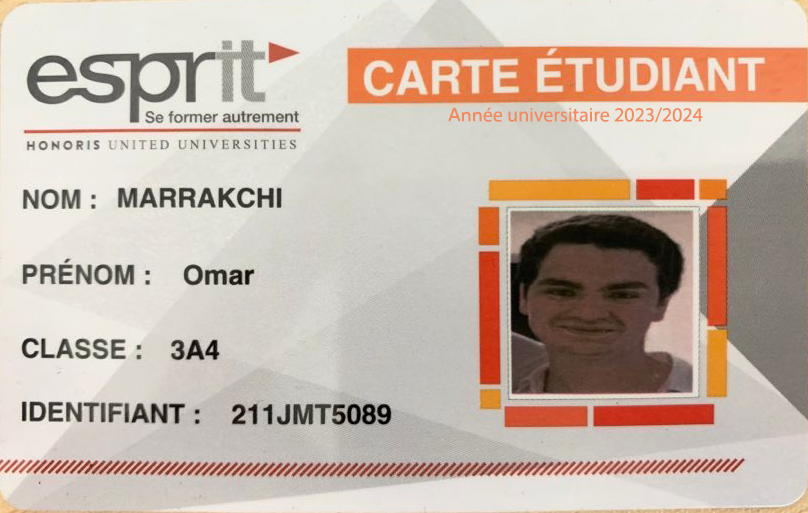 esprit
Se former autrement
HONORIS UNITED UNIVERSITIES
CARTE ÉTUDIANT
Année universitaire 2023/2024
NOM : MARRAKCHI
PRÉNOM : Omar
CLASSE : 3A4
IDENTIFIANT : 211JMT5089